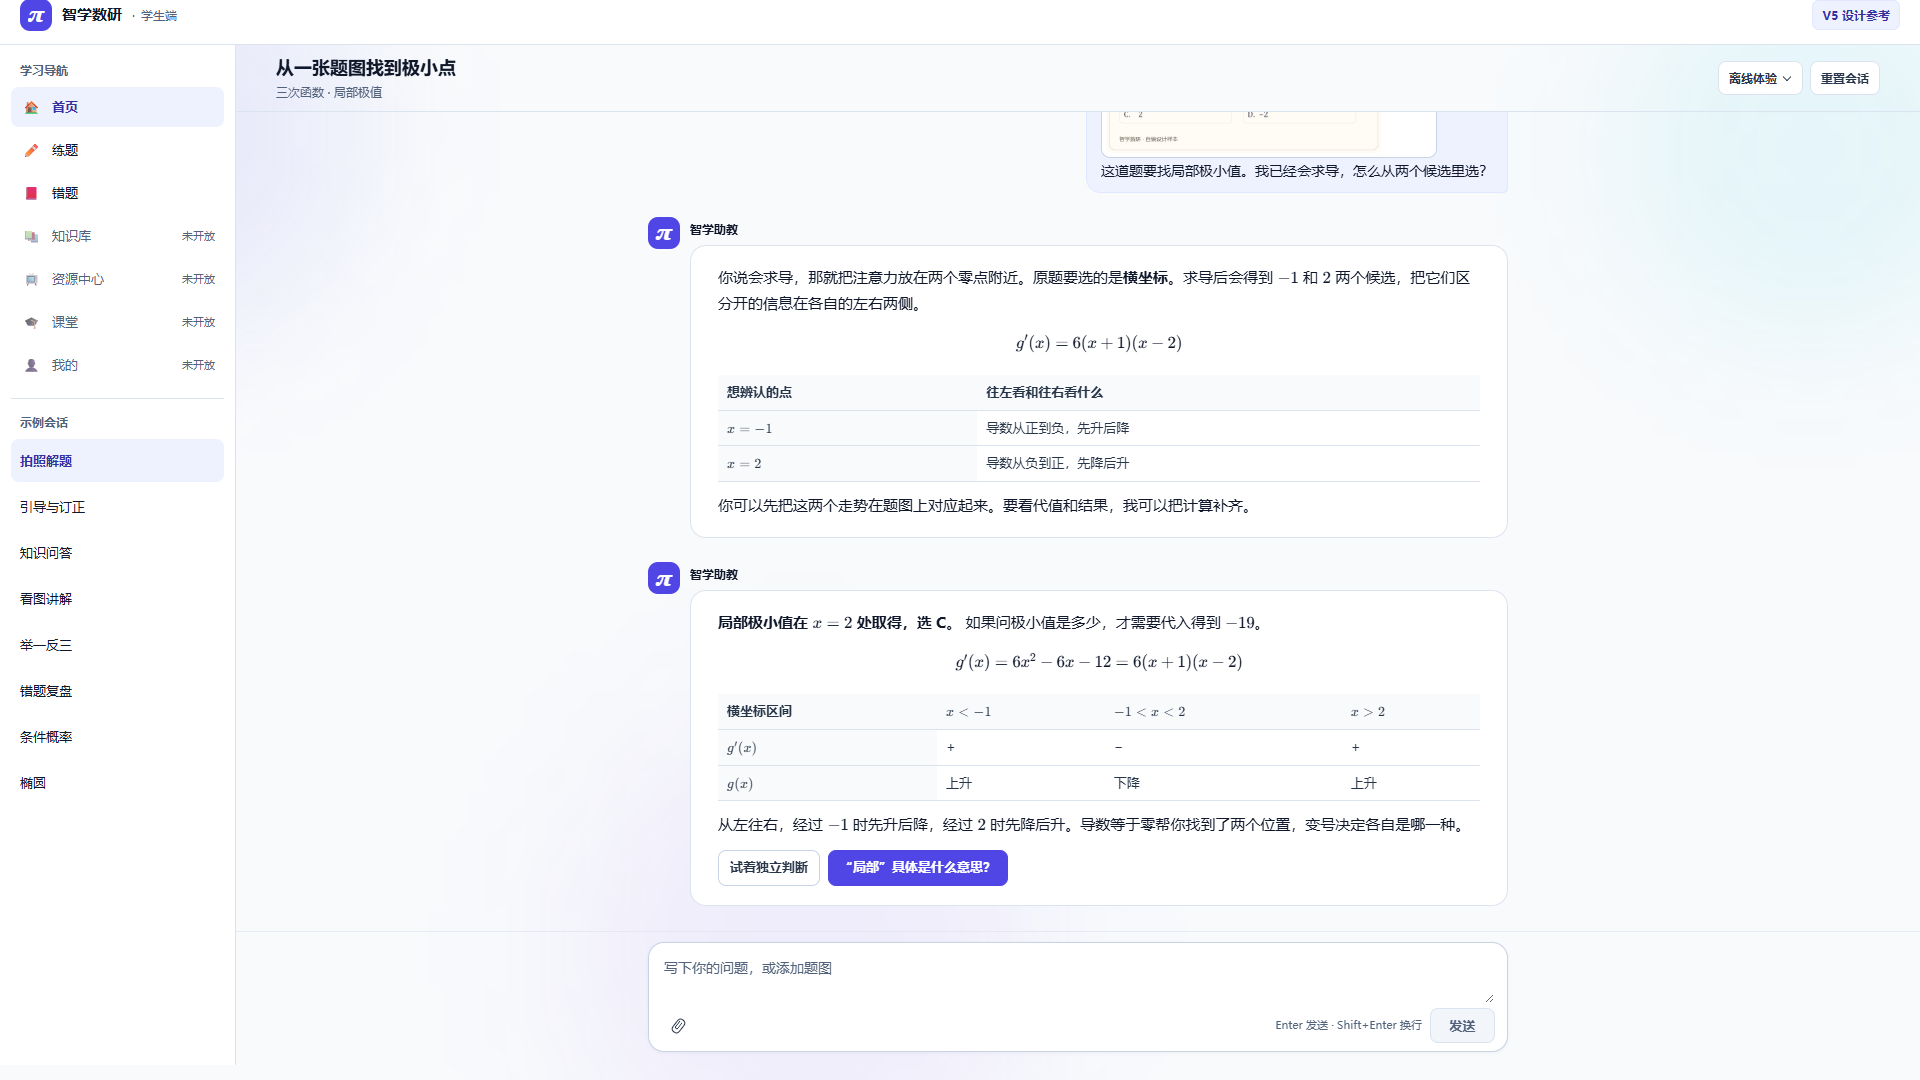 π 智学数研 · 学生端
V5 设计参考
学习导航
首页
练题
错题
知识库 未开放
资源中心 未开放
课堂 未开放
我的 未开放
示例会话
拍照解题
引导与订正
知识问答
看图讲解
举一反三
错题复盘
条件概率
椭圆
从一张题图找到极小点
三次函数 · 局部极值
离线体验
重置会话
C. 2 D. −2
智学数研 · 自编设计样本
这道题要找局部极小值。我已经会求导，怎么从两个候选里选？
π 智学助教
你说会求导，那就把注意力放在两个零点附近。原题要选的是横坐标。求导后会得到 −1 和 2 两个候选，把它们区
分开的信息在各自的左右两侧。
g′(x) = 6(x + 1)(x − 2)
想辨认的点 往左看和往右看什么
x = −1 导数从正到负，先升后降
x = 2 导数从负到正，先降后升
你可以先把这两个走势在题图上对应起来。要看代值和结果，我可以把计算补齐。
π 智学助教
局部极小值在 x = 2 处取得，选 C。 如果问极小值是多少，才需要代入得到 −19。
g′(x) = 6x² − 6x − 12 = 6(x + 1)(x − 2)
横坐标区间 x < −1 −1 < x < 2 x > 2
g′(x) + − +
g(x) 上升 下降 上升
从左往右，经过 −1 时先升后降，经过 2 时先降后升。导数等于零帮你找到了两个位置，变号决定各自是哪一种。
试着独立判断
“局部”具体是什么意思？
写下你的问题，或添加题图
Enter 发送 · Shift+Enter 换行
发送